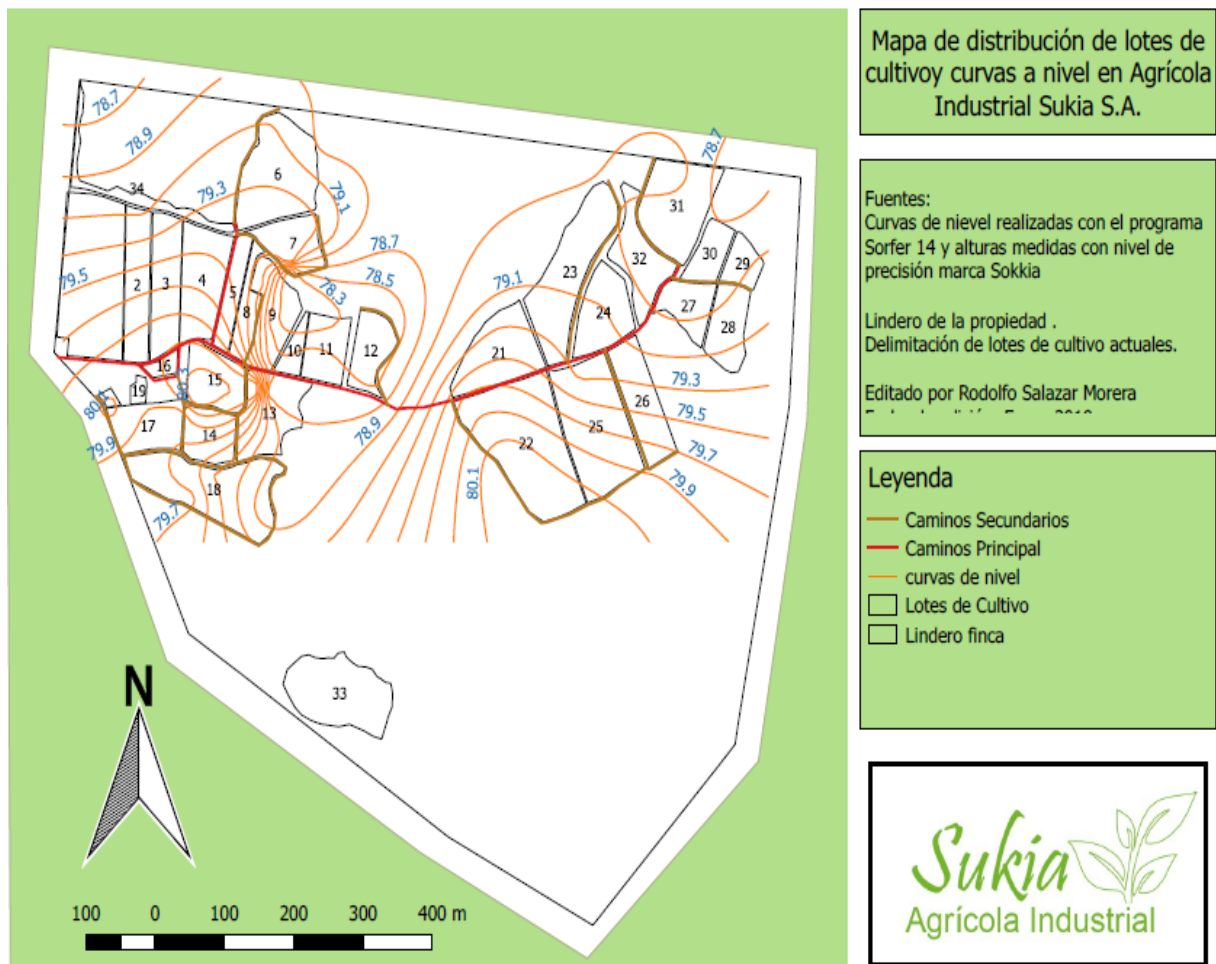 Mapa de distribución de lotes de
cultivoy curvas a nivel en Agrícola
Industrial Sukia S.A.
Fuentes:
Curvas de nievel realizadas con el programa
Sorfer 14 y alturas medidas con nivel de
precisión marca Sokkia
Lindero de la propiedad .
Delimitación de lotes de cultivo actuales.
Editado por Rodolfo Salazar Morera
Leyenda
Caminos Secundarios
Caminos Principal
curvas de nivel
Lotes de Cultivo
Lindero finca
Sukia
Agrícola Industrial
78.7
78.9
34
79.3
6
79.1
78.7
31
7
78.7
30
29
32
79.5
2
3
4
5
8
9
78.3
78.5
79.1
23
24
27
28
10
11
12
21
16
15
80.3
19
80.1
13
17
14
79.9
78.9
79.3
26
79.5
25
22
79.7
79.9
80.1
18
79.7
33
N
100
0
100
200
300
400 m